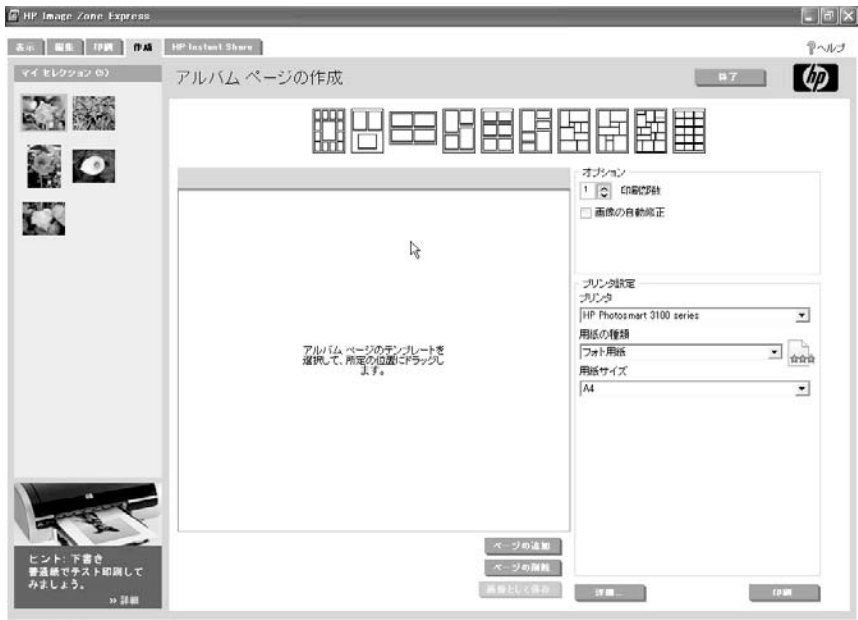 HP Image Zone Express
表示
編集
印刷
作成
HP Instant Share
ヘルプ
マイ セレクション (5)
アルバム ページの作成
終了
hp
オプション
1
印刷部数
画像の自動修正
プリンタ設定
プリンタ
HP Photosmart 3100 series
用紙の種類
フォト用紙
用紙サイズ
A4
アルバム ページのテンプレートを
選択して、所定の位置にドラッグし
ます。
ヒント: 下書き
普通紙でテスト印刷して
みましょう。
>> 詳細
ページの追加
ページの削除
画像として保存
詳細...
印刷